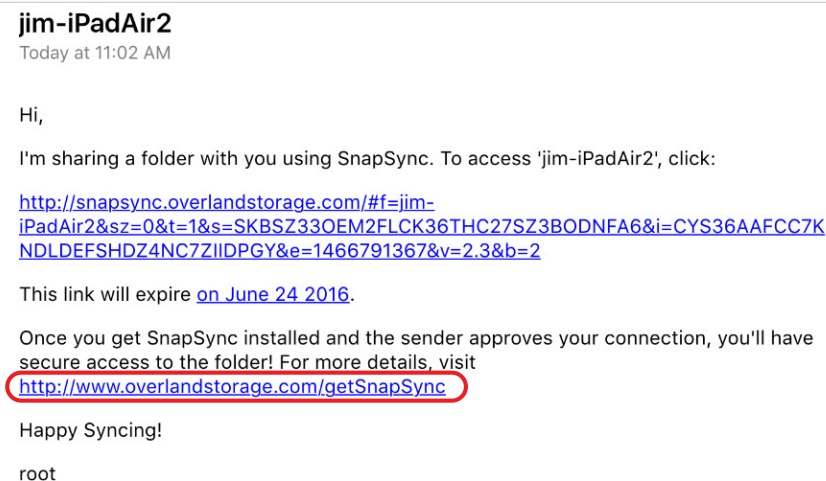 jim-iPadAir2
Today at 11:02 AM
Hi,
I'm sharing a folder with you using SnapSync. To access 'jim-iPadAir2', click:
http://snapsync.overlandstorage.com/#f=jim-
iPadAir2&sz=0&t=1&s=SKBSZ33OEM2FLCK36THC27SZ3BODNFA6&i=CYS36AAFCC7K
NDLDEFSHDZ4NC7ZIIDPGY&e=1466791367&v=2.3&b=2
This link will expire on June 24 2016.
Once you get SnapSync installed and the sender approves your connection, you'll have
secure access to the folder! For more details, visit
http://www.overlandstorage.com/getSnapSync
Happy Syncing!
root